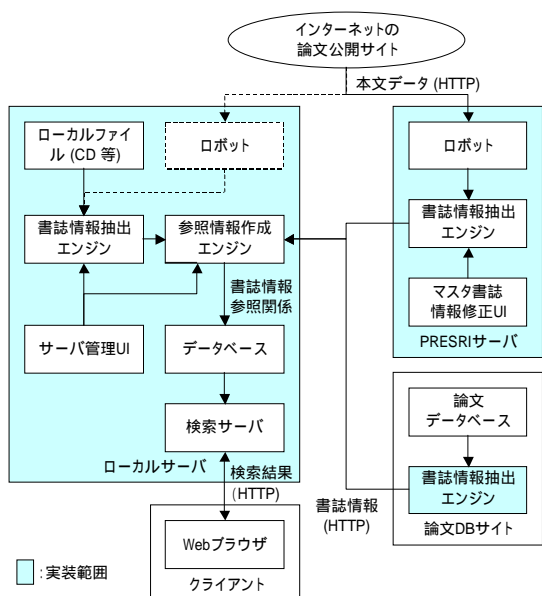 インターネットの
論文公開サイト
本文データ (HTTP)
ローカルファイ
ル (CD 等)
ロボット
書誌情報抽出
エンジン
参照情報作成
エンジン
書誌情報
参照関係
サーバ管理UI
データベース
検索サーバ
ローカルサーバ
検索結果
(HTTP)
Webブラウザ
クライアント
ロボット
書誌情報抽出
エンジン
マスタ書誌
情報修正UI
PRESRIサーバ
論文
データベース
書誌情報抽出
エンジン
論文DBサイト
書誌情報
(HTTP)
:実装範囲